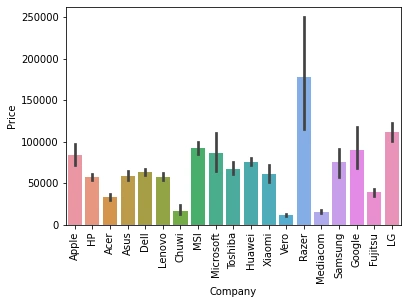 250000
200000
150000
100000
50000
0
Price
Apple
HP
Acer
Asus
Dell
Lenovo
Chuwi
MSI
Microsoft
Toshiba
Huawei
Xiaomi
Vero
Razer
Mediacom
Samsung
Google
Fujitsu
LG
Company